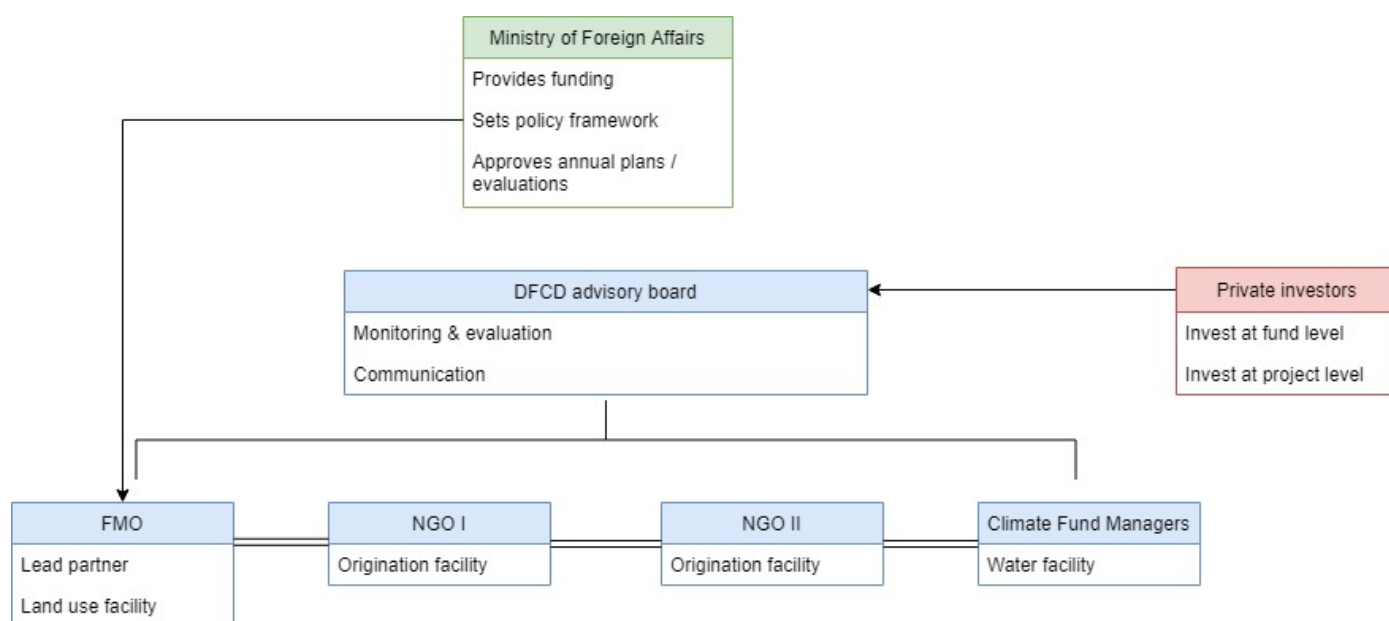 Ministry of Foreign Affairs
Provides funding
Sets policy framework
Approves annual plans /
evaluations
DFCD advisory board
Monitoring & evaluation
Communication
Private investors
Invest at fund level
Invest at project level
FMO
Lead partner
Land use facility
NGO I
Origination facility
NGO II
Origination facility
Climate Fund Managers
Water facility